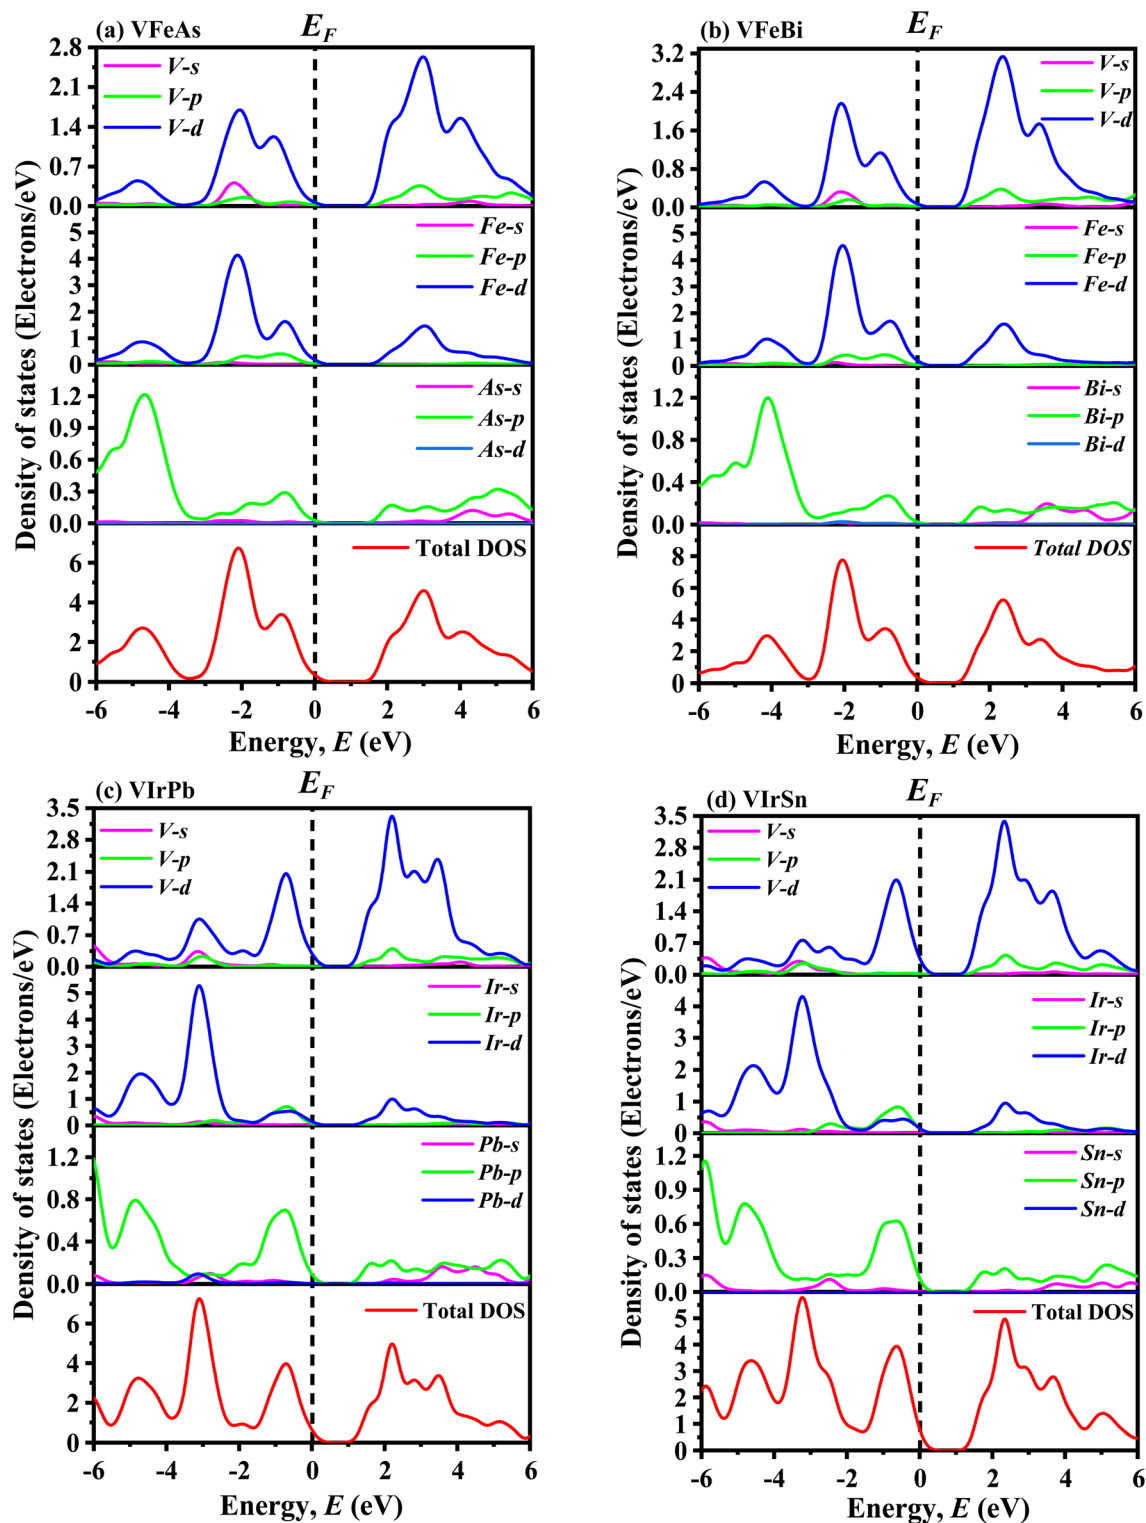 (a) VFeAs
E_F
2.8
2.1
1.4
0.7
0.0
V-s
V-p
V-d
5
4
3
2
1
0
Fe-s
Fe-p
Fe-d
1.2
0.9
0.6
0.3
0.0
As-s
As-p
As-d
6
4
2
0
Total DOS
-6 -4 -2 0 2 4 6
Energy, E (eV)
Density of states (Electrons/eV)
(b) VFeBi
E_F
3.2
2.4
1.6
0.8
0.0
V-s
V-p
V-d
5
4
3
2
1
0
Fe-s
Fe-p
Fe-d
1.2
0.8
0.4
0.0
Bi-s
Bi-p
Bi-d
8
6
4
2
0
Total DOS
-6 -4 -2 0 2 4 6
Energy, E (eV)
Density of states (Electrons/eV)
(c) VIrPb
E_F
3.5
2.8
2.1
1.4
0.7
0.0
V-s
V-p
V-d
5
4
3
2
1
0
Ir-s
Ir-p
Ir-d
1.2
0.8
0.4
0.0
Pb-s
Pb-p
Pb-d
6
4
2
0
Total DOS
-6 -4 -2 0 2 4 6
Energy, E (eV)
Density of states (Electrons/eV)
(d) VIrSn
E_F
3.5
2.8
2.1
1.4
0.7
0.0
V-s
V-p
V-d
4
3
2
1
0
Ir-s
Ir-p
Ir-d
1.2
0.9
0.6
0.3
0.0
Sn-s
Sn-p
Sn-d
5
4
3
2
1
0
Total DOS
-6 -4 -2 0 2 4 6
Energy, E (eV)
Density of states (Electrons/eV)